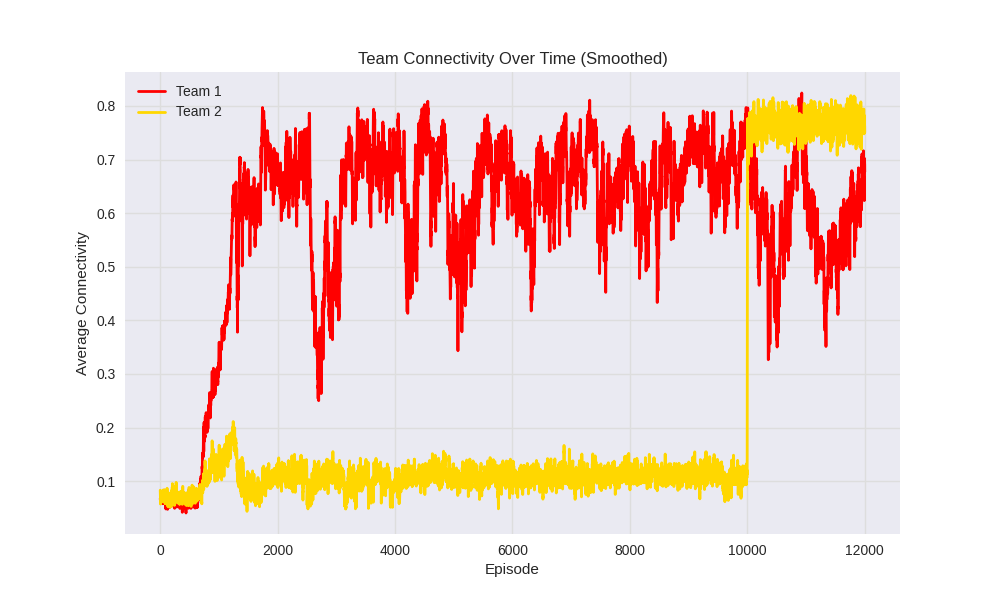 Team Connectivity Over Time (Smoothed)
Team 1
Team 2
Average Connectivity
0.8
0.7
0.6
0.5
0.4
0.3
0.2
0.1
0 2000 4000 6000 8000 10000 12000
Episode